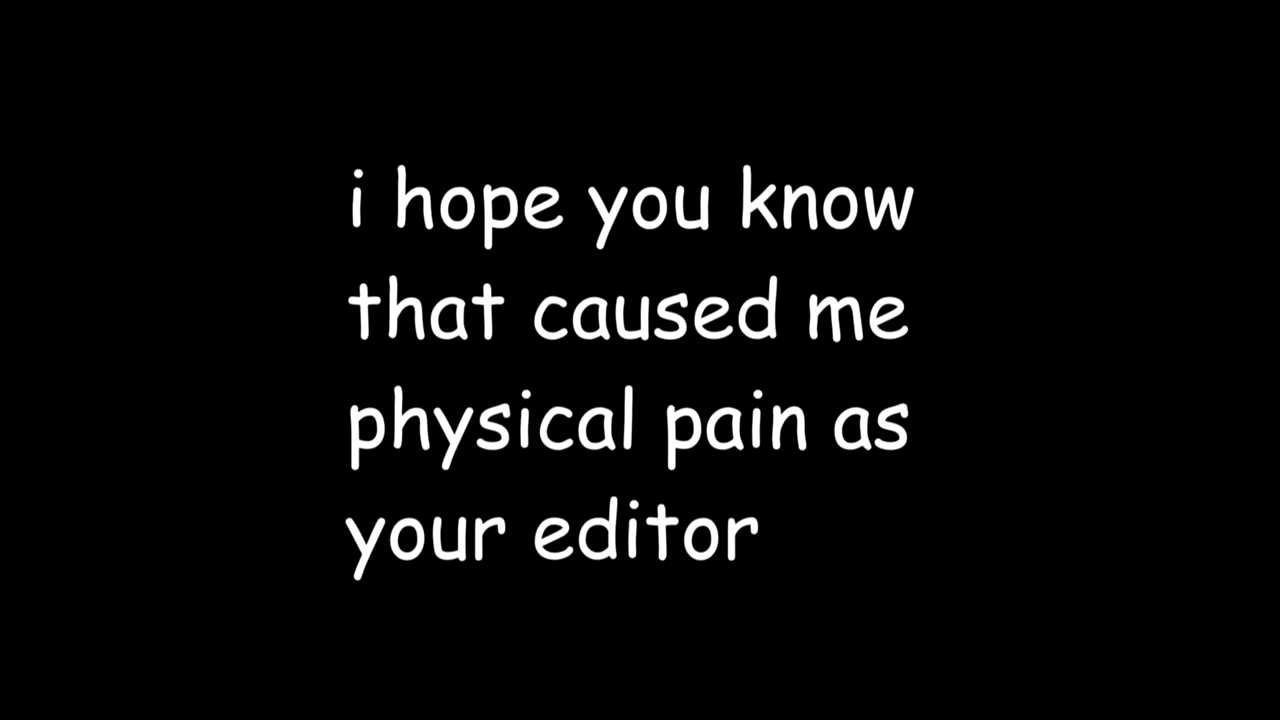 i hope you know
that caused me
physical pain as
your editor